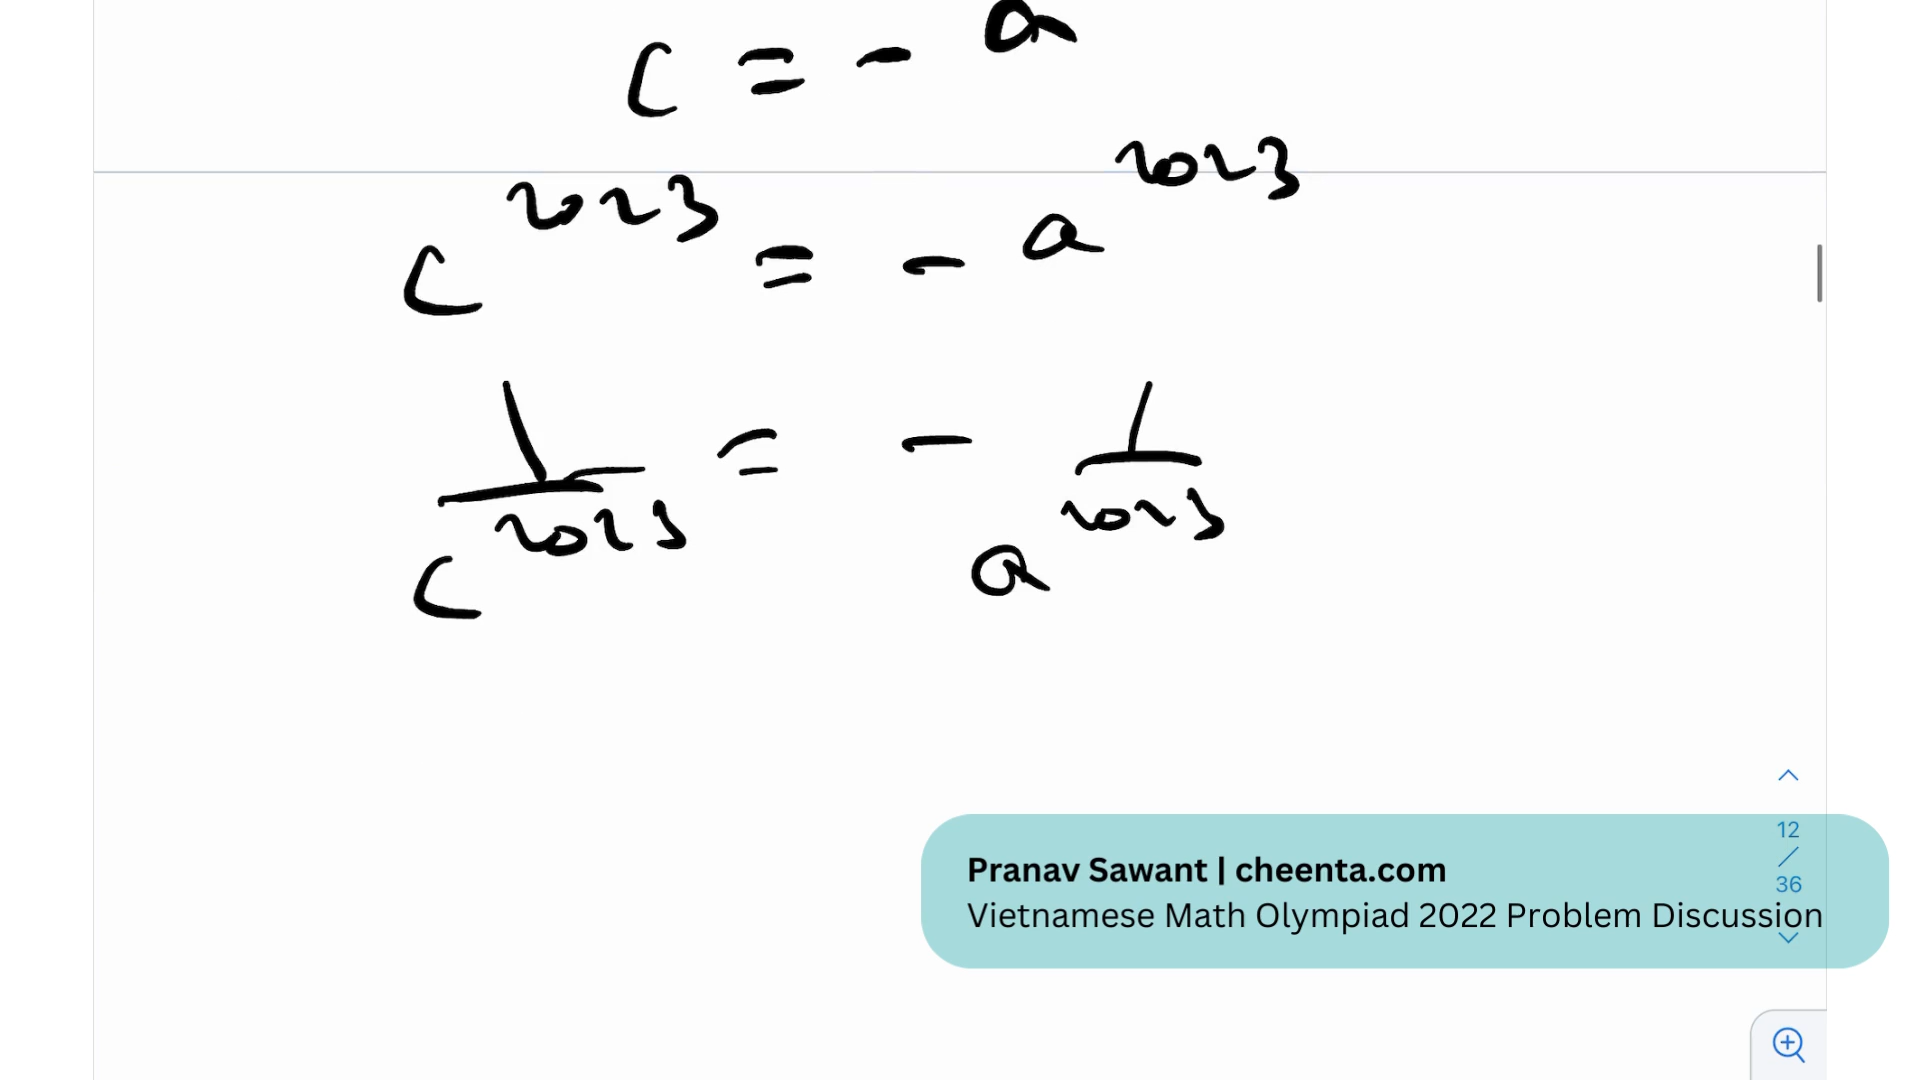 c = - a
c^2023 = - a^2023
1/c^2023 = - 1/a^2023
12
/
36
Pranav Sawant | cheenta.com
Vietnamese Math Olympiad 2022 Problem Discussion